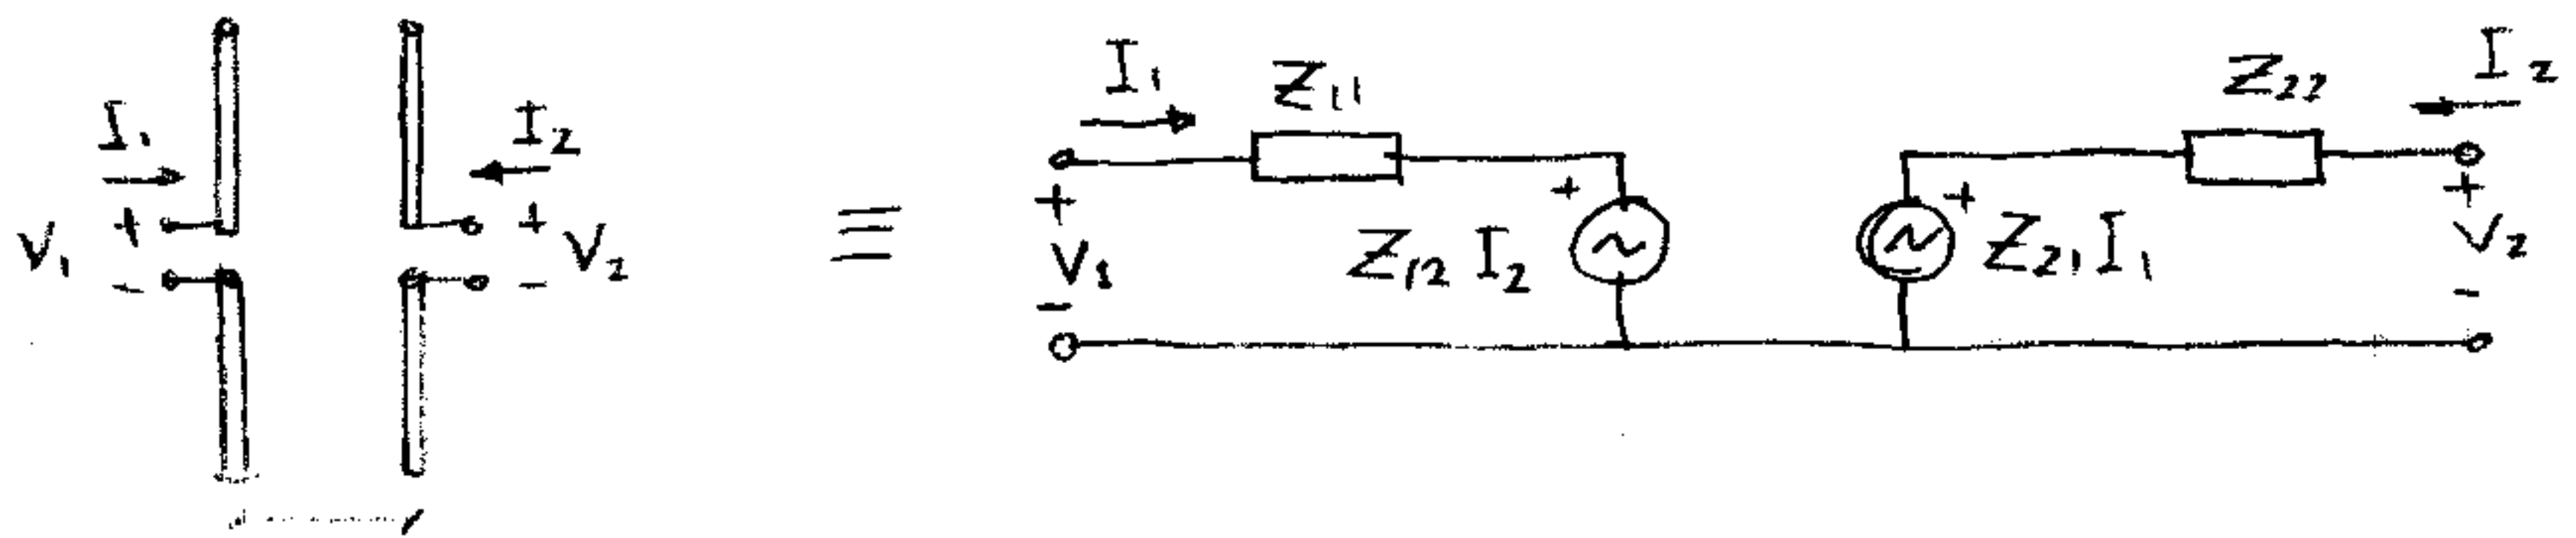 I₁ Z₁₁ Z₂₂ I₂
I₁ I₂
V₁ + + V₂
- -
≡
+ + + +
V₁ Z₁₂ I₂ Z₂₁ I₁ V₂
- -